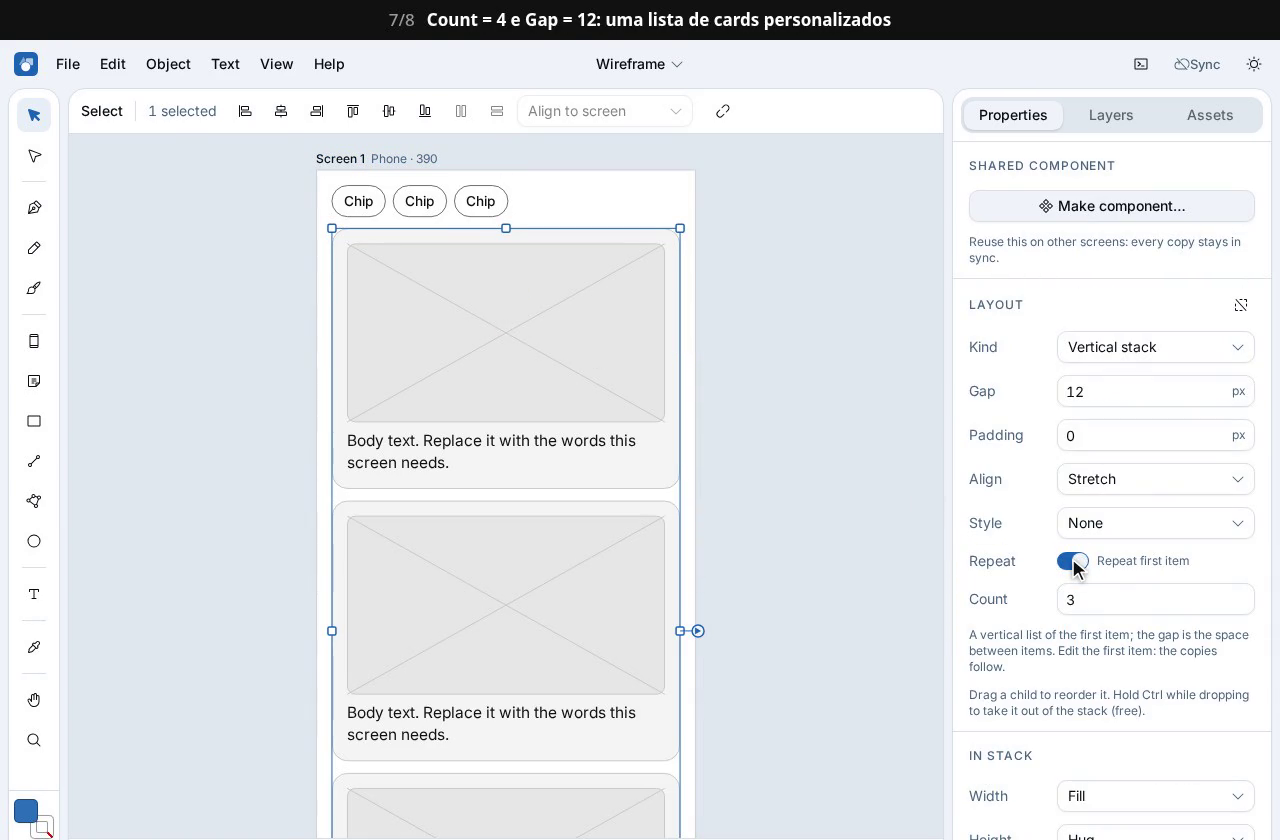 7/8 Count = 4 e Gap = 12: uma lista de cards personalizados
File Edit Object Text View Help
Wireframe
Sync
Select 1 selected
Align to screen
Properties Layers Assets
Screen 1 Phone · 390
Chip Chip Chip
Body text. Replace it with the words this
screen needs.
Body text. Replace it with the words this
screen needs.
SHARED COMPONENT
Make component...
Reuse this on other screens: every copy stays in
sync.
LAYOUT
Kind Vertical stack
Gap 12 px
Padding 0 px
Align Stretch
Style None
Repeat Repeat first item
Count 3
A vertical list of the first item; the gap is the space
between items. Edit the first item: the copies
follow.
Drag a child to reorder it. Hold Ctrl while dropping
to take it out of the stack (free).
IN STACK
Width Fill
Height Hug